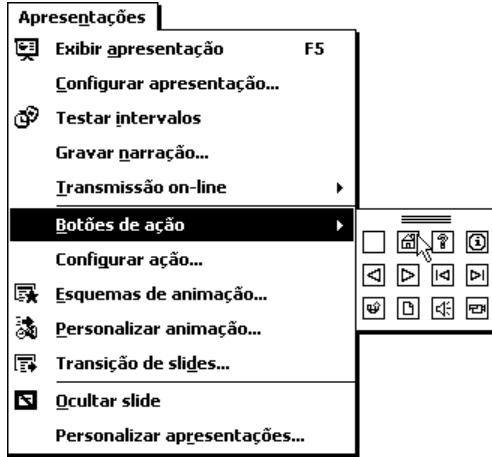 Apresentações
Exibir apresentação F5
Configurar apresentação...
Testar intervalos
Gravar narração...
Transmissão on-line
Botões de ação
Configurar ação...
Esquemas de animação...
Personalizar animação...
Transição de slides...
Ocultar slide
Personalizar apresentações...